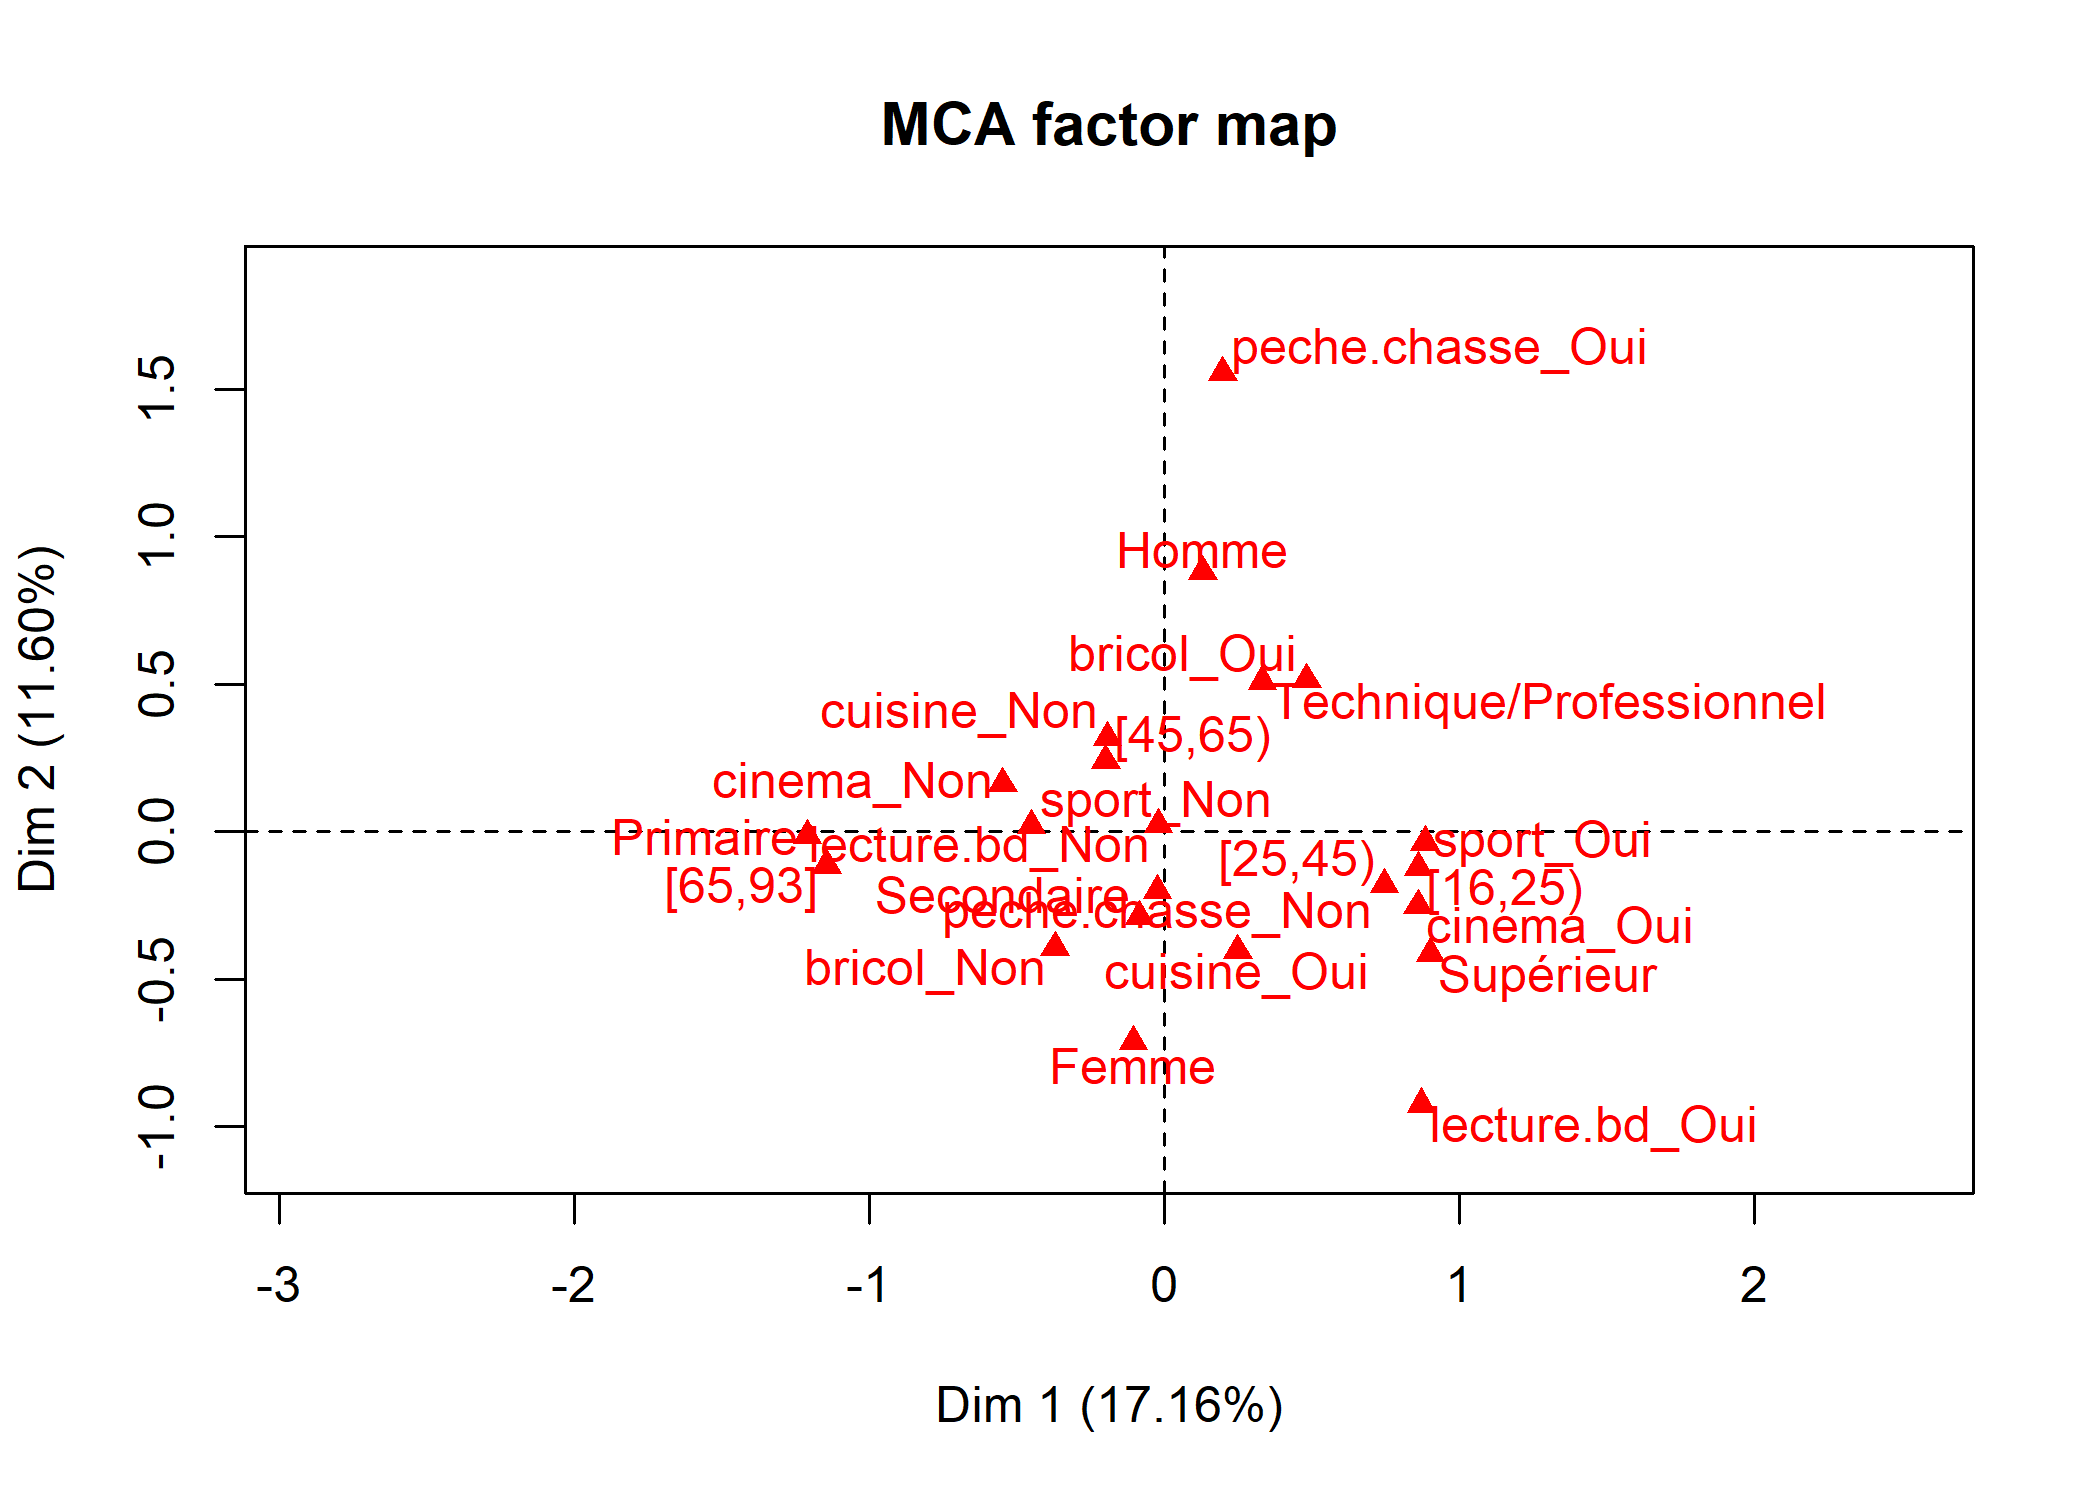 MCA factor map
Dim 2 (11.60%)
1.5
1.0
0.5
0.0
-0.5
-1.0
peche.chasse_Oui
Homme
bricol_Oui
Technique/Professionnel
cuisine_Non
[45,65)
cinema_Non
sport_Non
Primaire
lecture.bd_Non
sport_Oui
[25,45)
[65,93]
[16,25)
Secondaire
peche.chasse_Non
cinema_Oui
bricol_Non
cuisine_Oui
Supérieur
Femme
lecture.bd_Oui
-3
-2
-1
0
1
2
Dim 1 (17.16%)